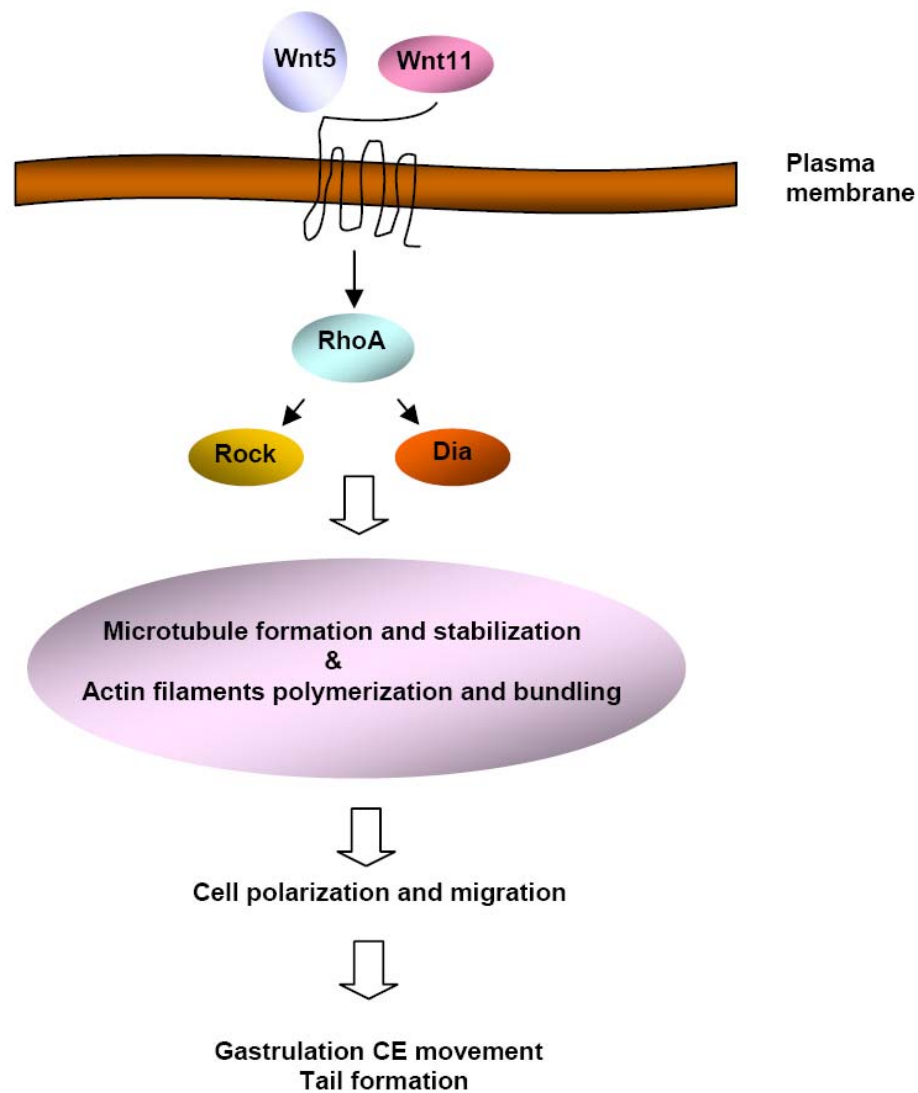 Wnt5
Wnt11
Plasma
membrane
RhoA
Rock
Dia
Microtubule formation and stabilization
&
Actin filaments polymerization and bundling
Cell polarization and migration
Gastrulation CE movement
Tail formation